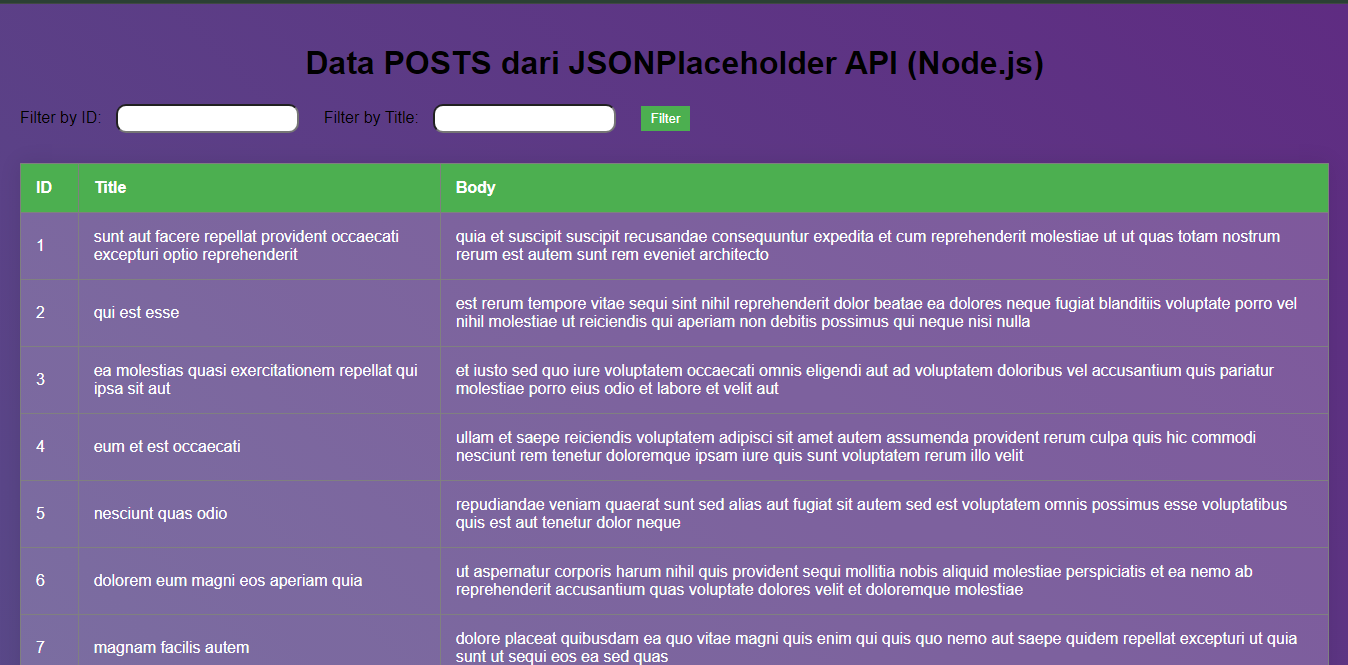 Data POSTS dari JSONPlaceholder API (Node.js)
Filter by ID: Filter by Title: Filter
ID Title Body
1 sunt aut facere repellat provident occaecati excepturi optio reprehenderit quia et suscipit suscipit recusandae consequuntur expedita et cum reprehenderit molestiae ut ut quas totam nostrum rerum est autem sunt rem eveniet architecto
2 qui est esse est rerum tempore vitae sequi sint nihil reprehenderit dolor beatae ea dolores neque fugiat blanditiis voluptate porro vel nihil molestiae ut reiciendis qui aperiam non debitis possimus qui neque nisi nulla
3 ea molestias quasi exercitationem repellat qui ipsa sit aut et iusto sed quo iure voluptatem occaecati omnis eligendi aut ad voluptatem doloribus vel accusantium quis pariatur molestiae porro eius odio et labore et velit aut
4 eum et est occaecati ullam et saepe reiciendis voluptatem adipisci sit amet autem assumenda provident rerum culpa quis hic commodi nesciunt rem tenetur doloremque ipsam iure quis sunt voluptatem rerum illo velit
5 nesciunt quas odio repudiandae veniam quaerat sunt sed alias aut fugiat sit autem sed est voluptatem omnis possimus esse voluptatibus quis est aut tenetur dolor neque
6 dolorem eum magni eos aperiam quia ut aspernatur corporis harum nihil quis provident sequi mollitia nobis aliquid molestiae perspiciatis et ea nemo ab reprehenderit accusantium quas voluptate dolores velit et doloremque molestiae
7 magnam facilis autem dolore placeat quibusdam ea quo vitae magni quis enim qui quis quo nemo aut saepe quidem repellat excepturi ut quia sunt ut sequi eos ea sed quas